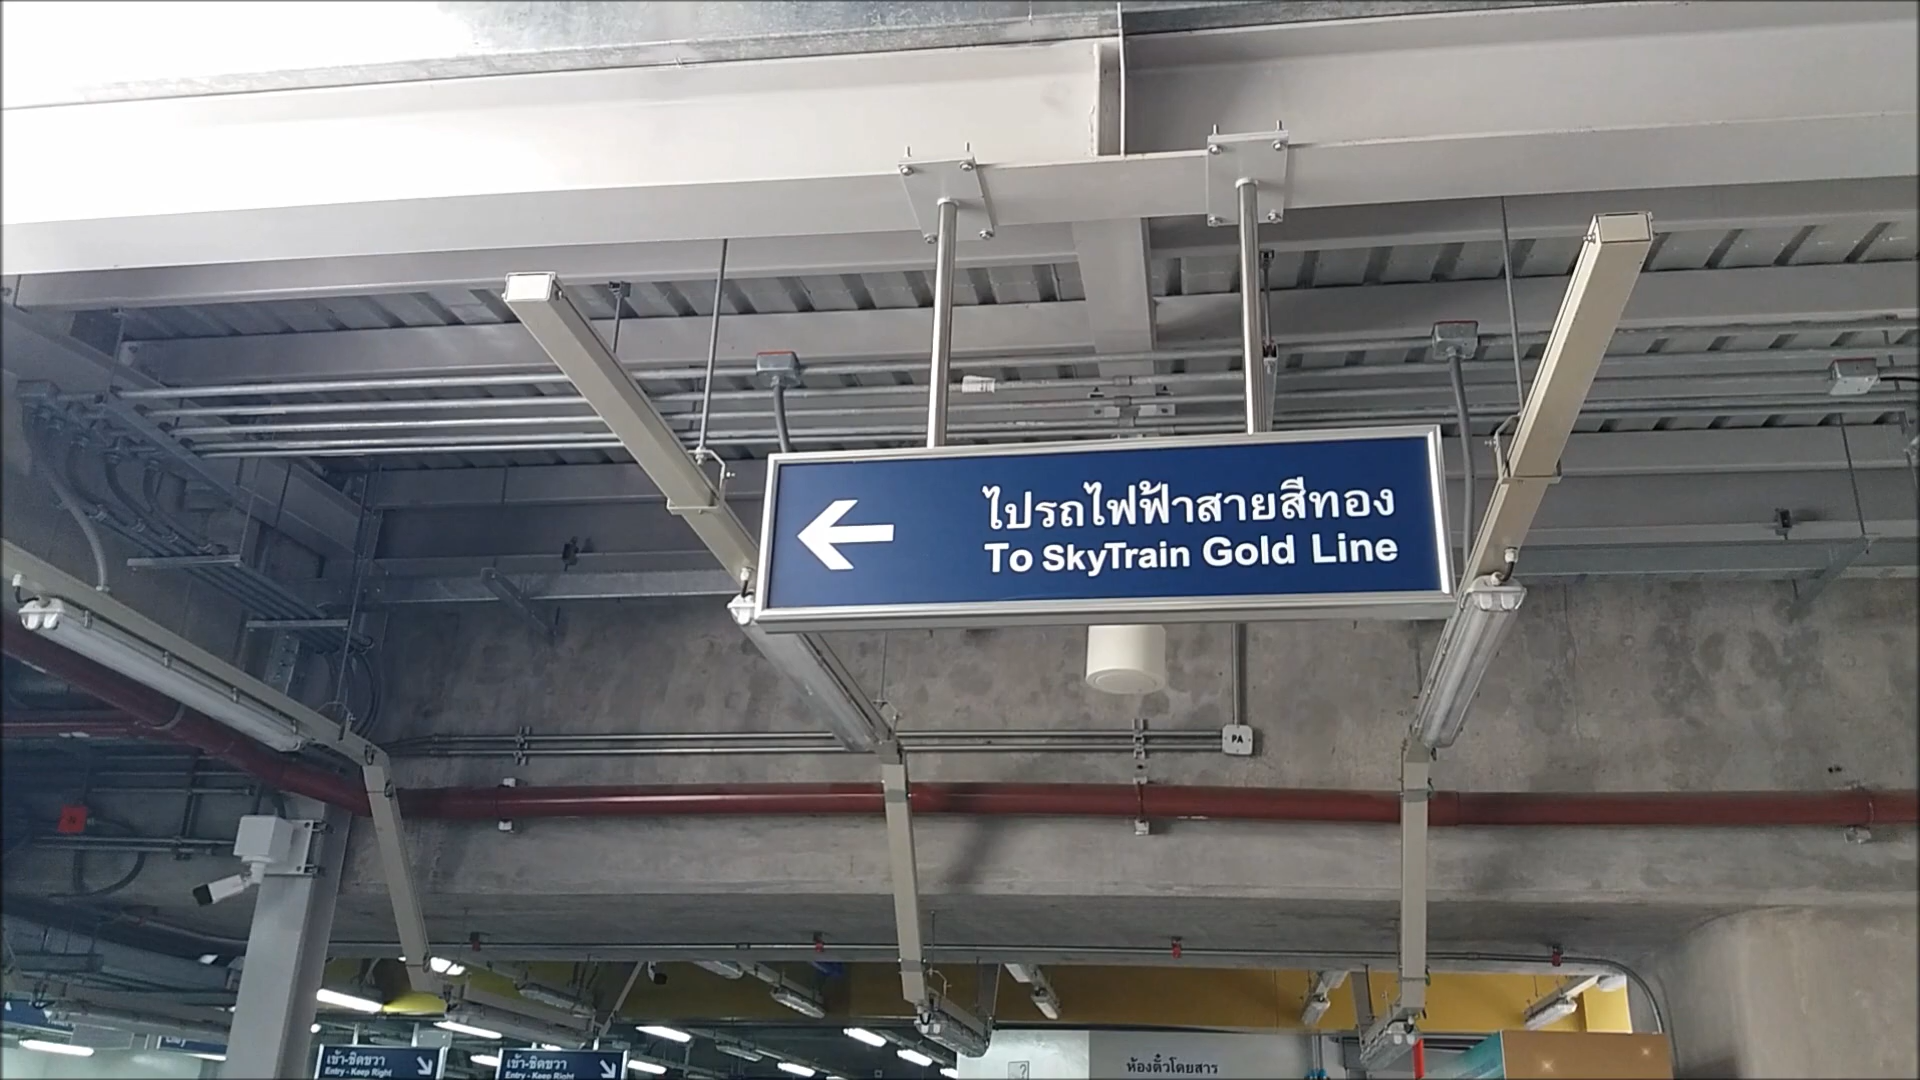 ไปรถไฟฟ้าสายสีทอง
To SkyTrain Gold Line
PA
เข้า-ชิดขวา
Entry - Keep Right
เข้า-ชิดขวา
Entry - Keep Right
?
ห้องตั๋วโดยสาร